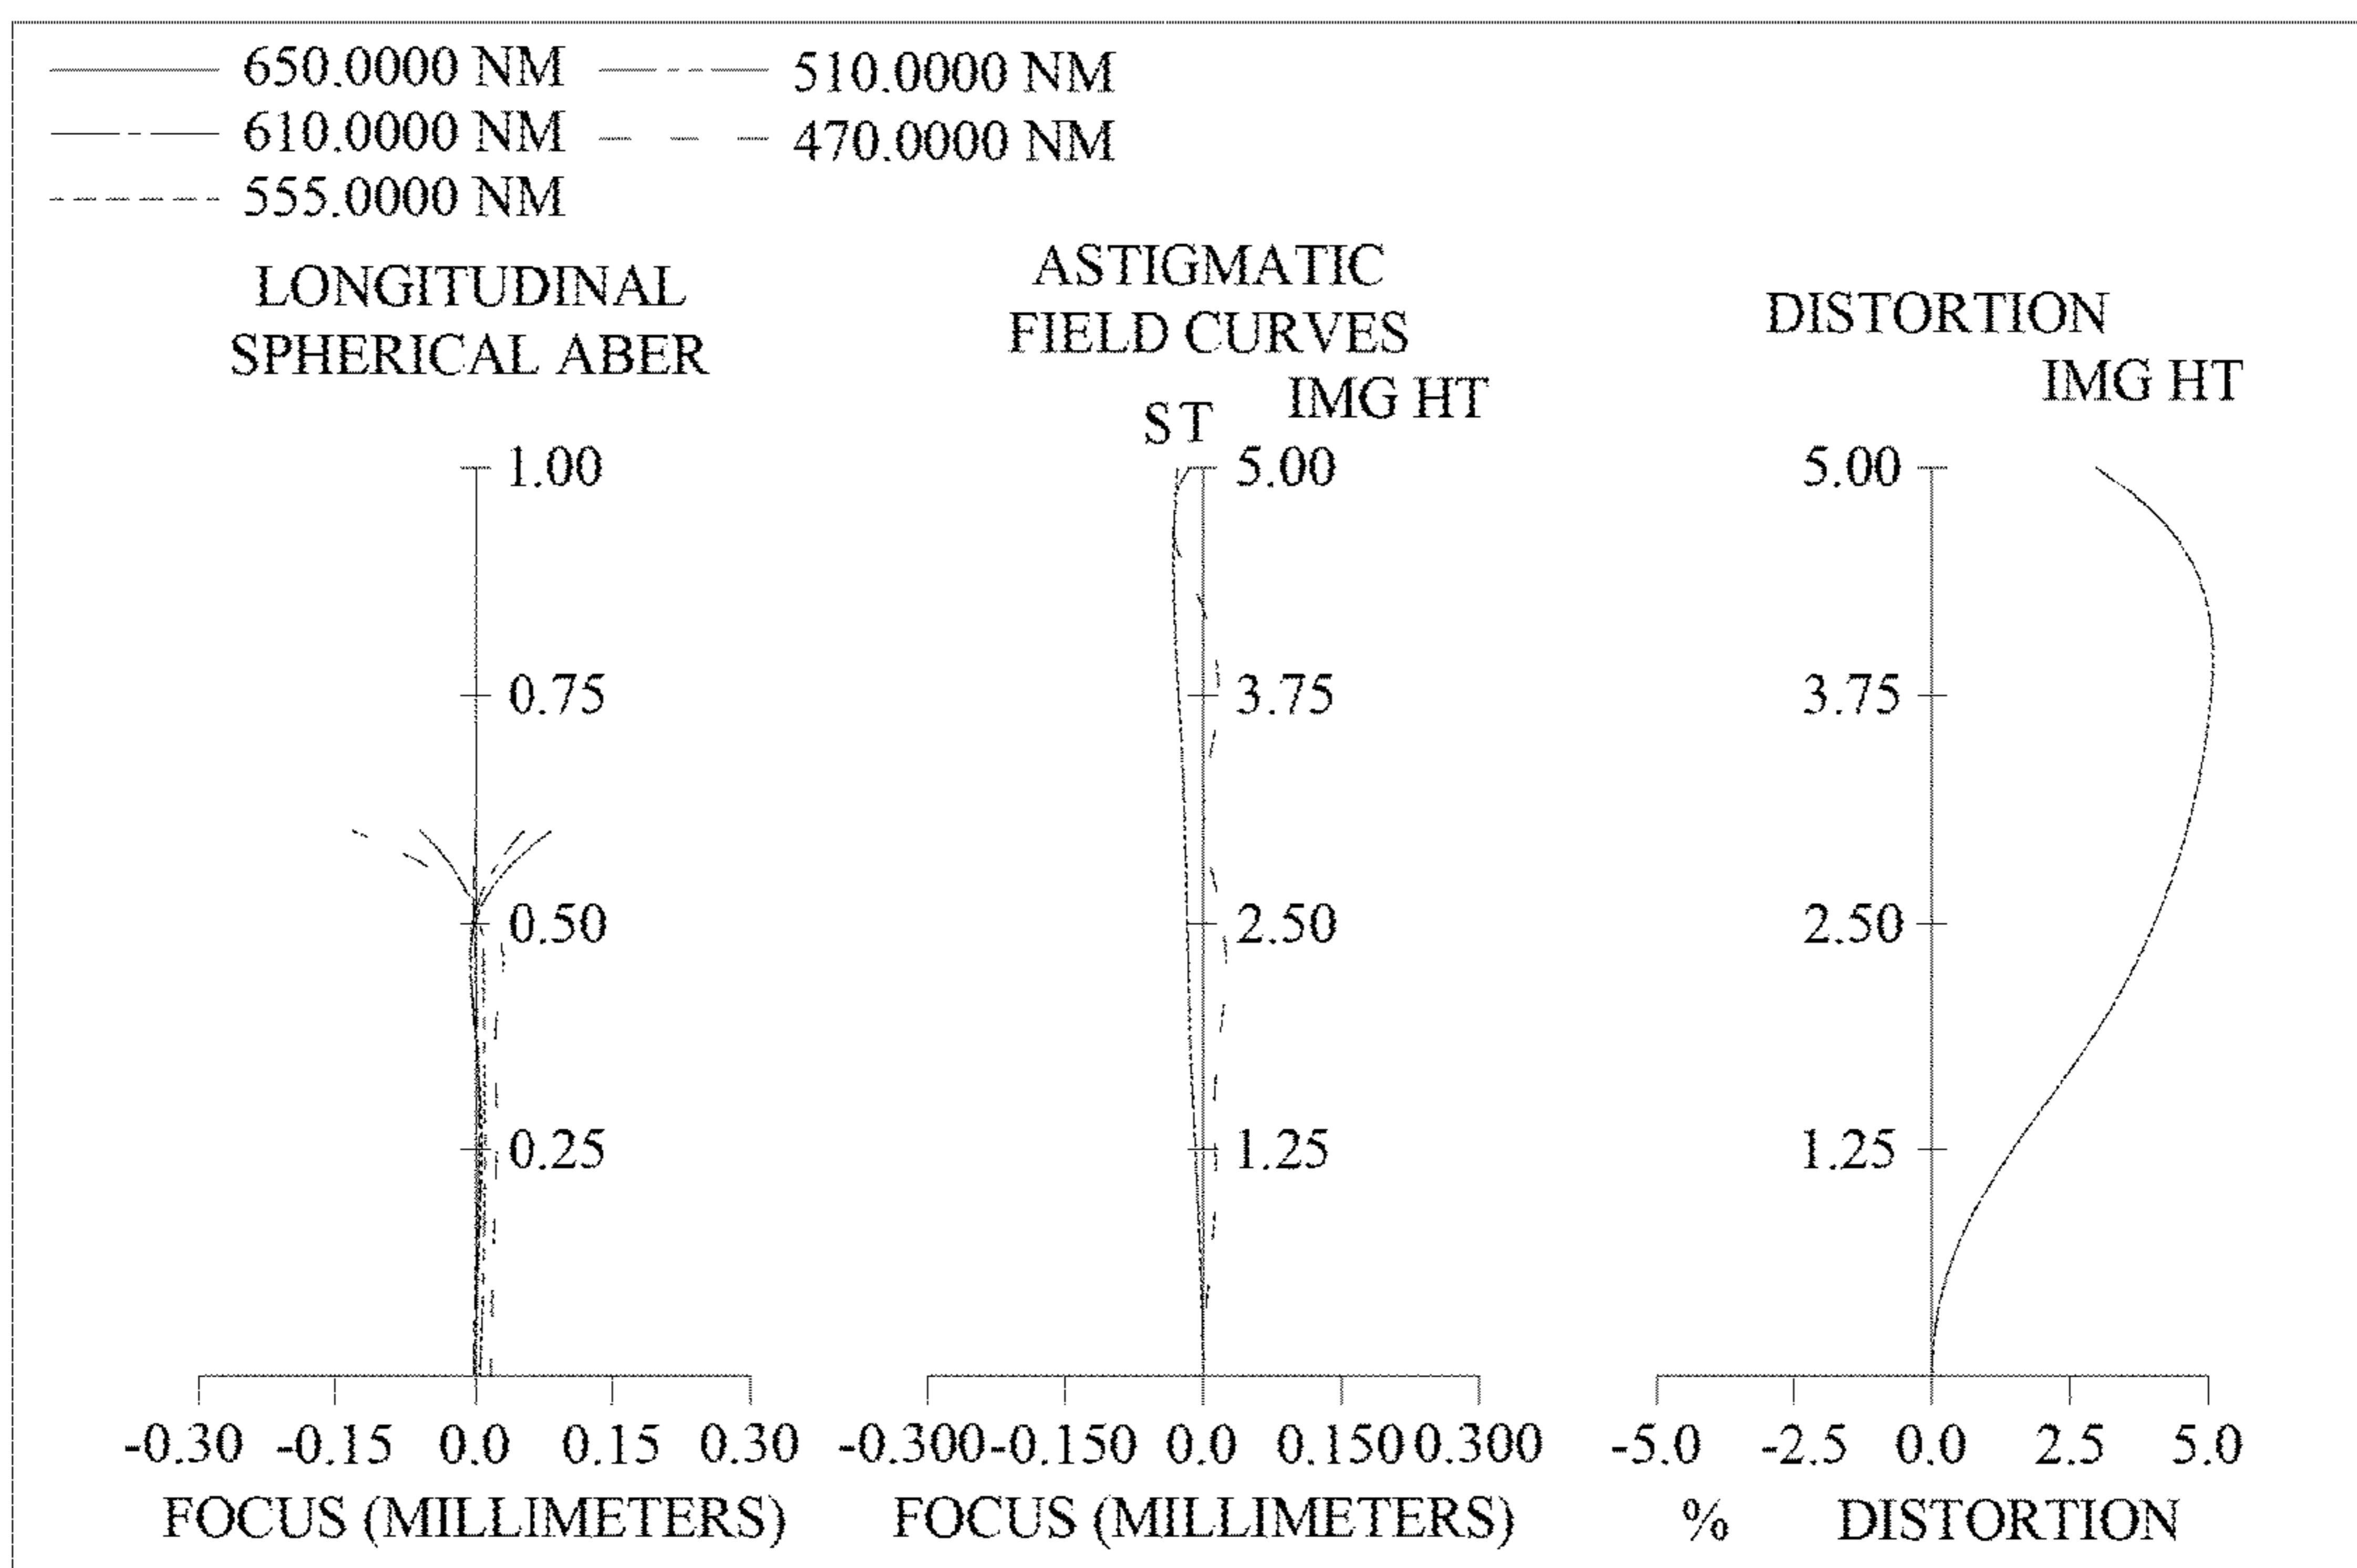 650.0000 NM
510.0000 NM
610.0000 NM
470.0000 NM
555.0000 NM
LONGITUDINAL
SPHERICAL ABER
1.00
0.75
0.50
0.25
-0.30 -0.15 0.0 0.15 0.30
FOCUS (MILLIMETERS)
ASTIGMATIC
FIELD CURVES
IMG HT
S T
5.00
3.75
2.50
1.25
-0.300 -0.150 0.0 0.150 0.300
FOCUS (MILLIMETERS)
DISTORTION
IMG HT
5.00
3.75
2.50
1.25
-5.0 -2.5 0.0 2.5 5.0
% DISTORTION